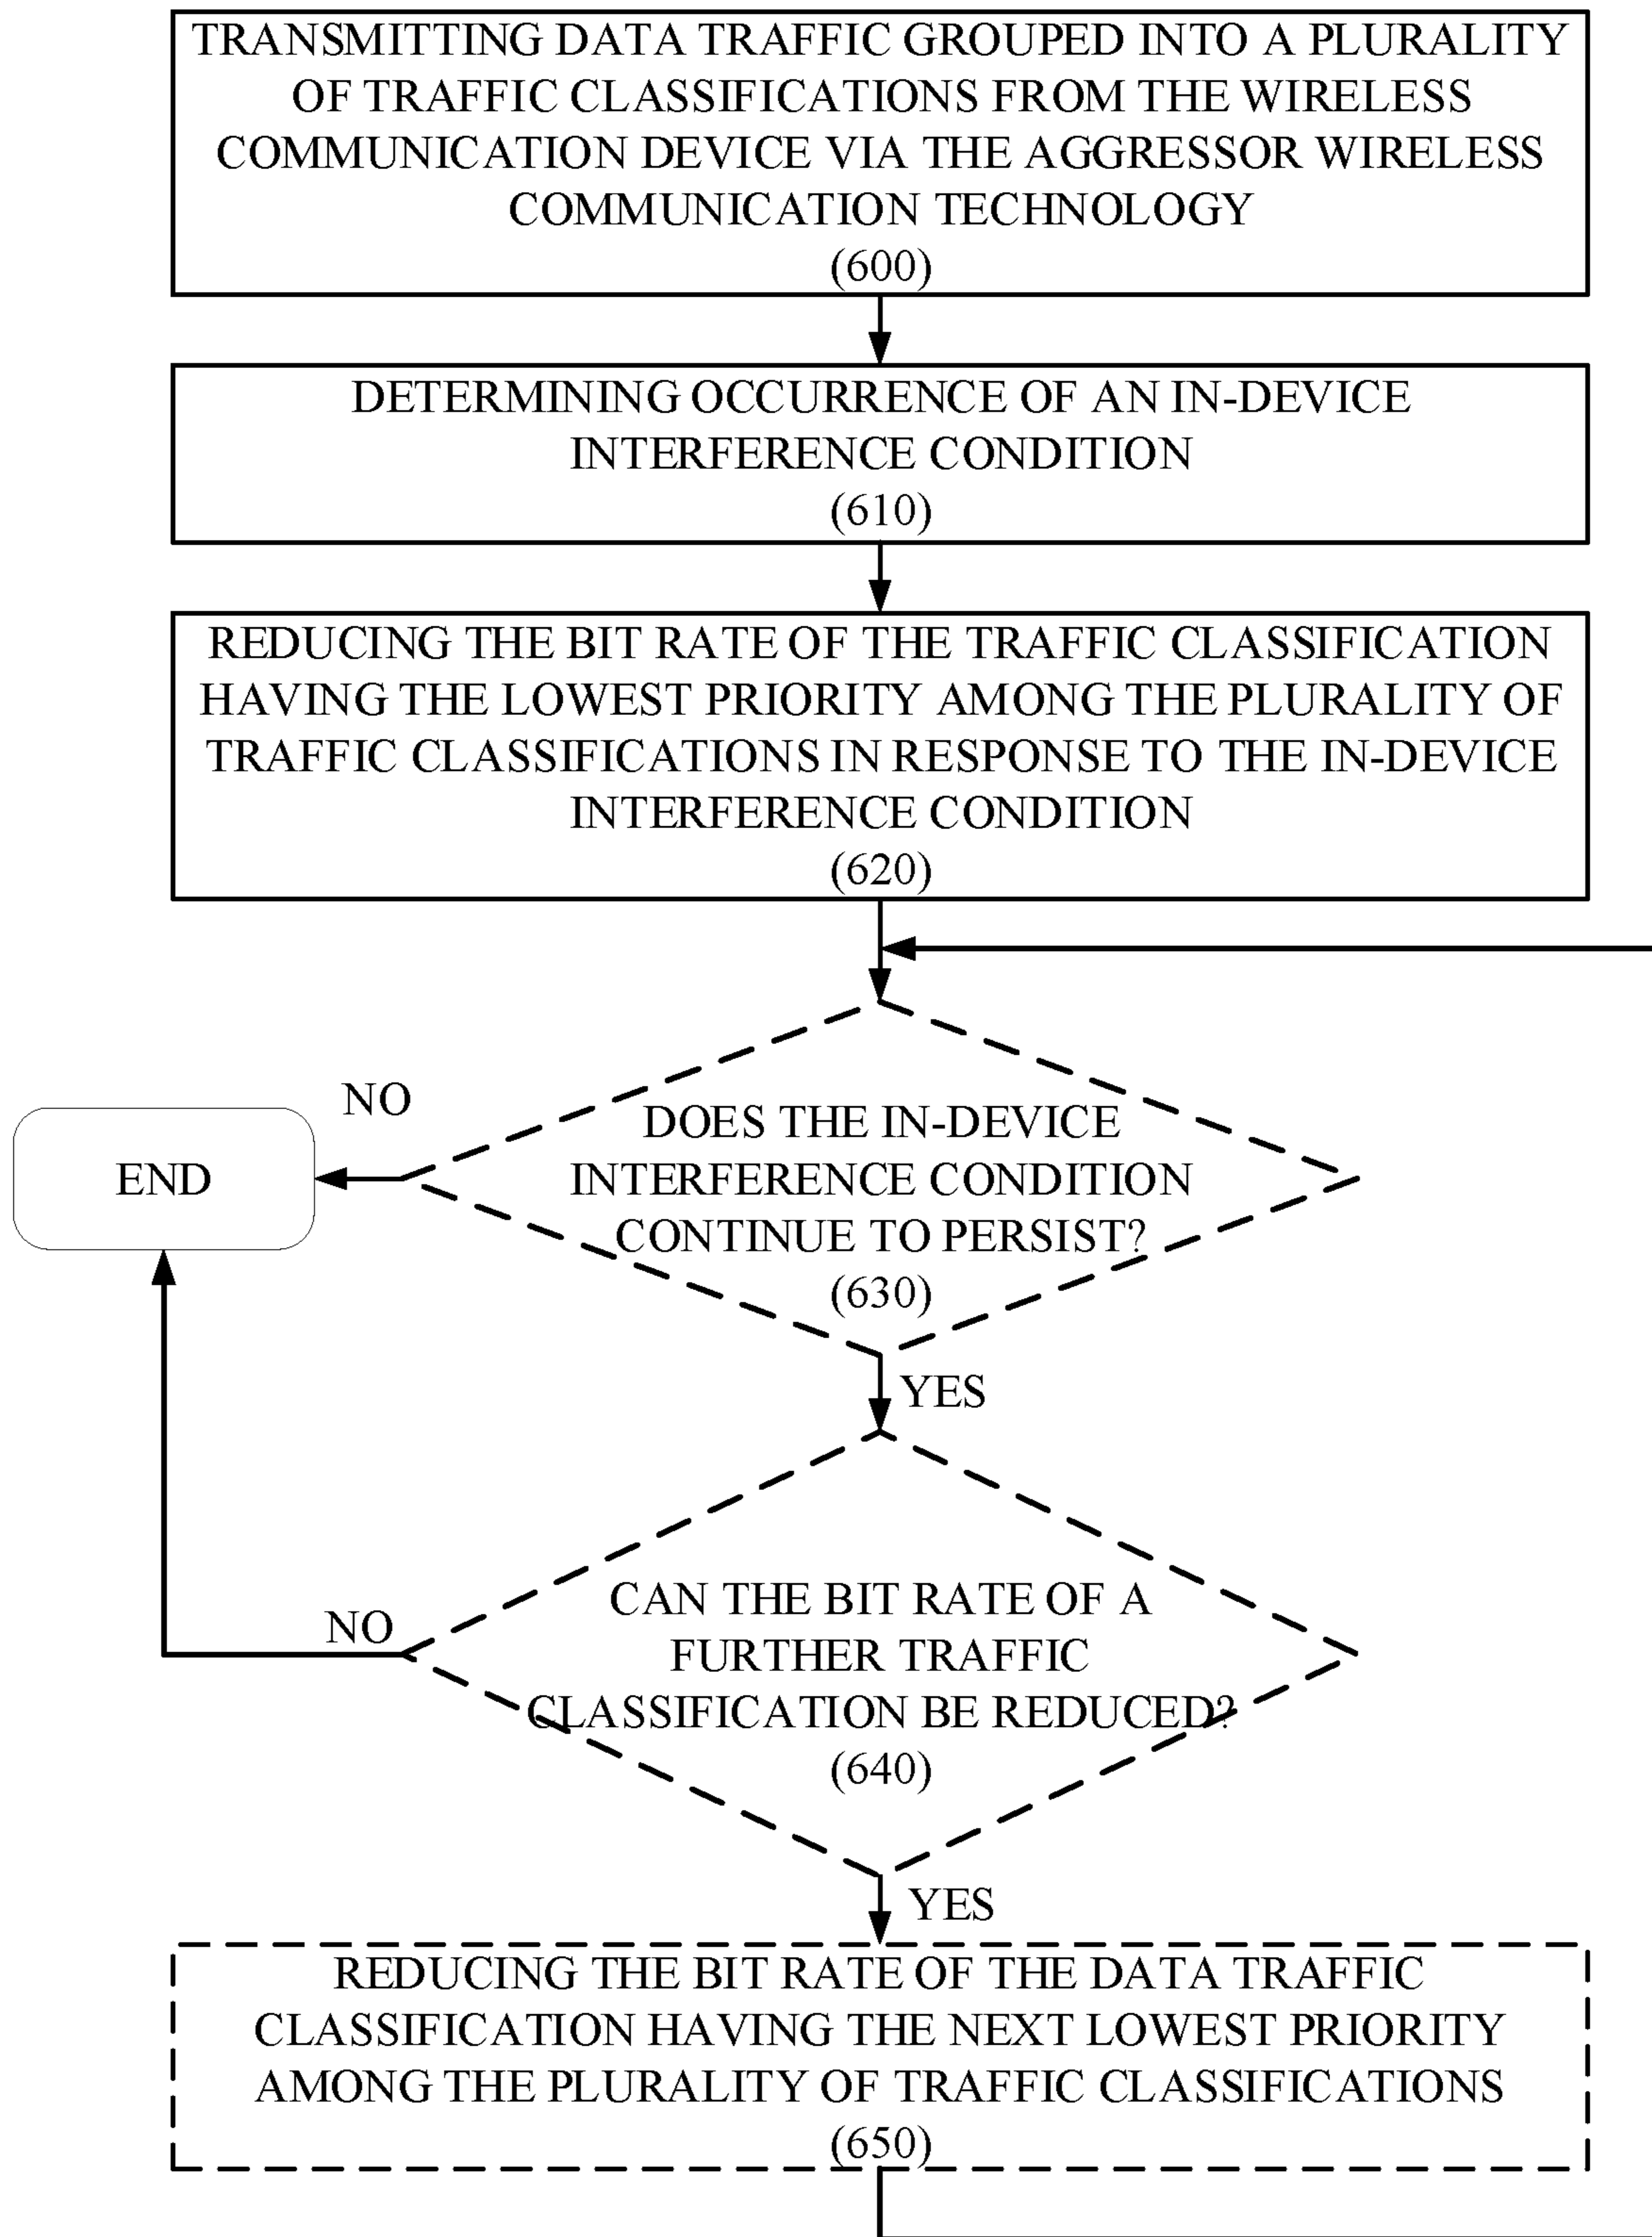 TRANSMITTING DATA TRAFFIC GROUPED INTO A PLURALITY
OF TRAFFIC CLASSIFICATIONS FROM THE WIRELESS
COMMUNICATION DEVICE VIA THE AGGRESSOR WIRELESS
COMMUNICATION TECHNOLOGY
(600)
DETERMINING OCCURRENCE OF AN IN-DEVICE
INTERFERENCE CONDITION
(610)
REDUCING THE BIT RATE OF THE TRAFFIC CLASSIFICATION
HAVING THE LOWEST PRIORITY AMONG THE PLURALITY OF
TRAFFIC CLASSIFICATIONS IN RESPONSE TO THE IN-DEVICE
INTERFERENCE CONDITION
(620)
NO
DOES THE IN-DEVICE
INTERFERENCE CONDITION
CONTINUE TO PERSIST?
(630)
END
YES
CAN THE BIT RATE OF A
FURTHER TRAFFIC
CLASSIFICATION BE REDUCED?
(640)
NO
YES
REDUCING THE BIT RATE OF THE DATA TRAFFIC
CLASSIFICATION HAVING THE NEXT LOWEST PRIORITY
AMONG THE PLURALITY OF TRAFFIC CLASSIFICATIONS
(650)